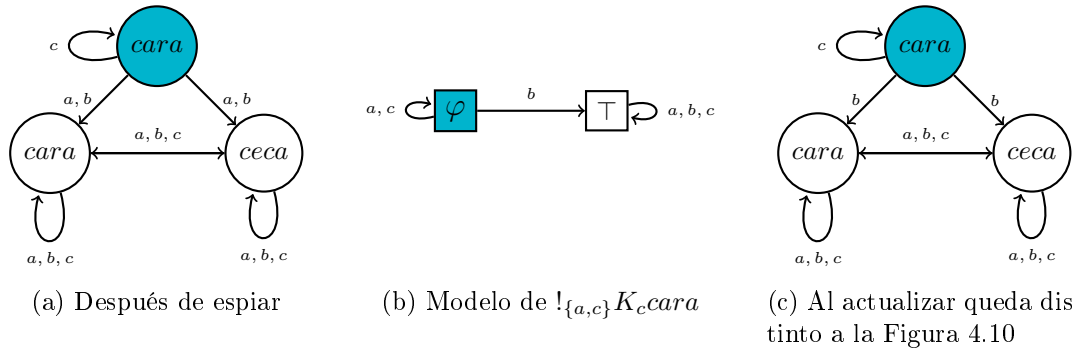 cara
c
a, b
a, b
cara
ceca
a, b, c
a, b, c
a, b, c
(a) Después de espiar
φ
⊤
a, c
b
a, b, c
(b) Modelo de !{a,c}Kccara
cara
c
b
b
cara
ceca
a, b, c
a, b, c
a, b, c
(c) Al actualizar queda dis
tinto a la Figura 4.10